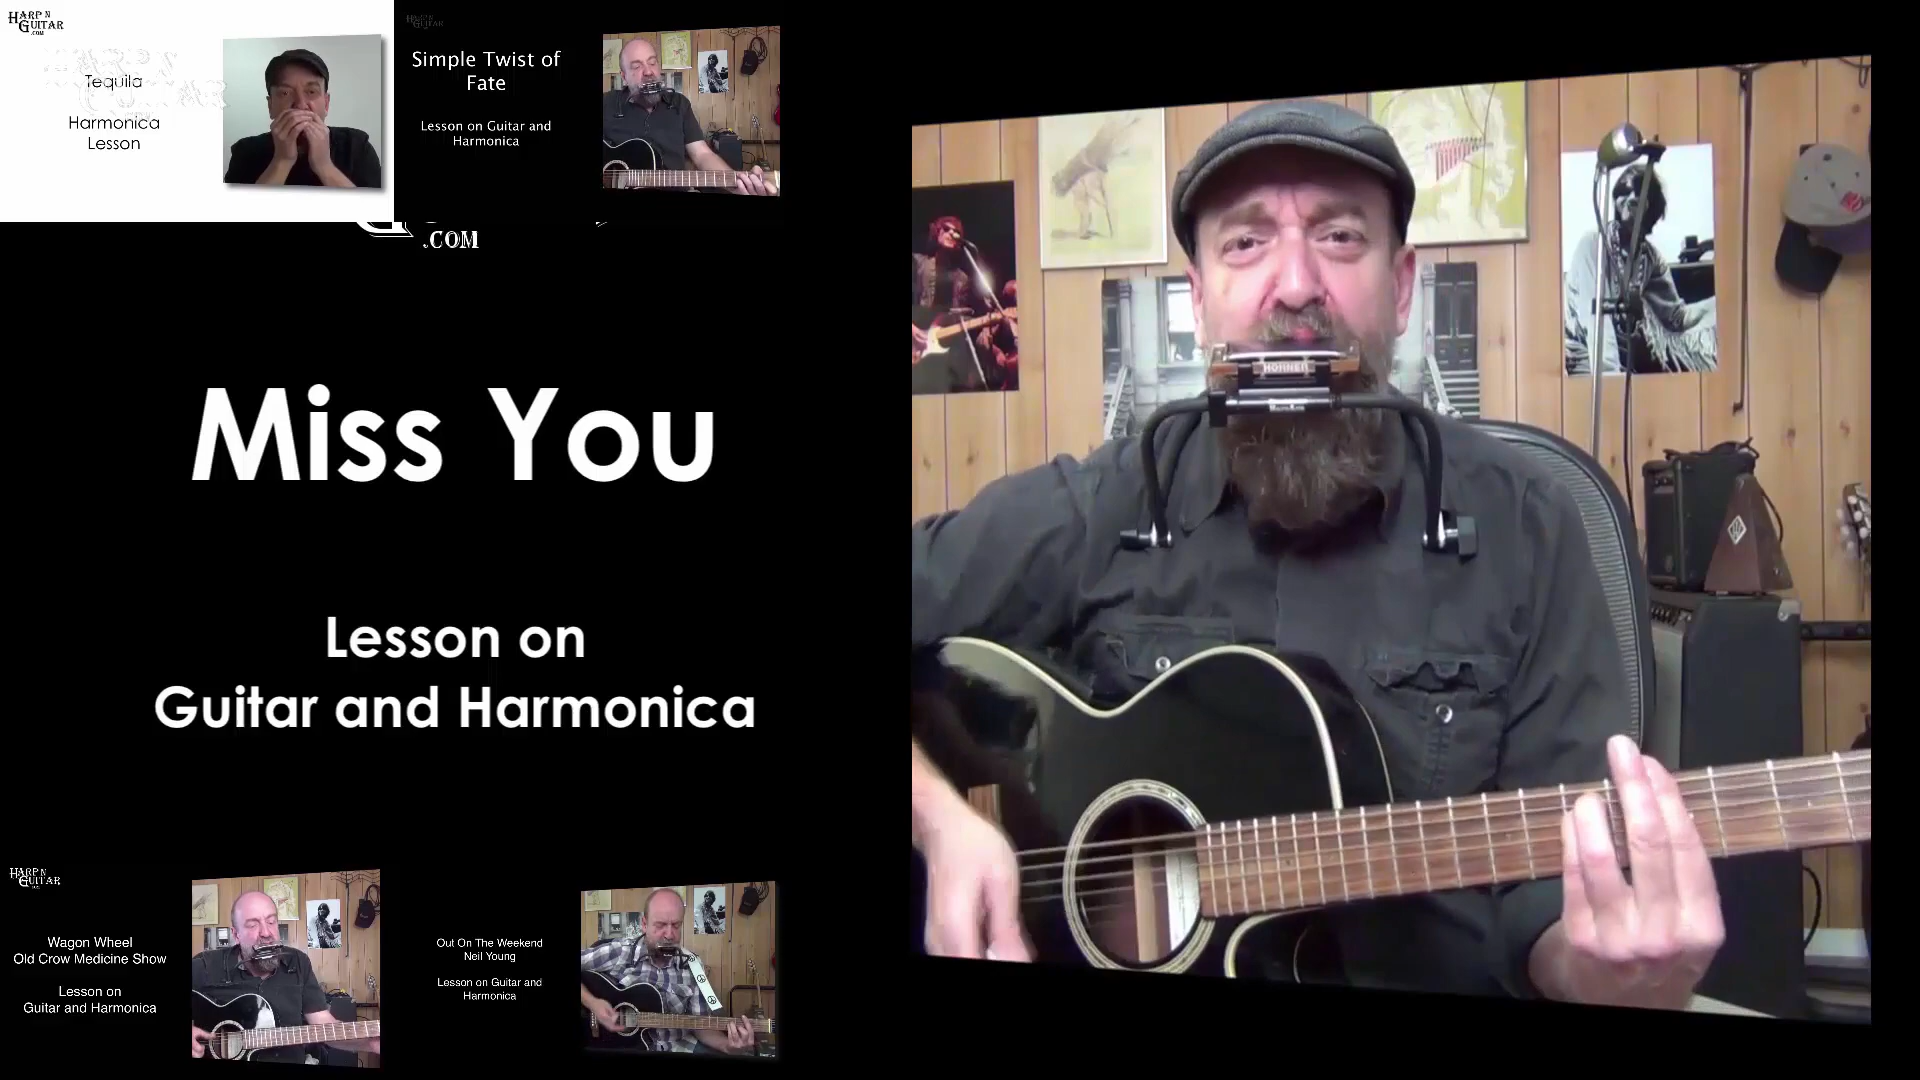 HARP N
GUITAR
.COM
Tequila
Harmonica
Lesson
Simple Twist of
Fate
Lesson on Guitar and
Harmonica
.COM
Miss You
Lesson on
Guitar and Harmonica
HOHNER
HARP N
GUITAR
Wagon Wheel
Old Crow Medicine Show
Lesson on
Guitar and Harmonica
Out On The Weekend
Neil Young
Lesson on Guitar and
Harmonica